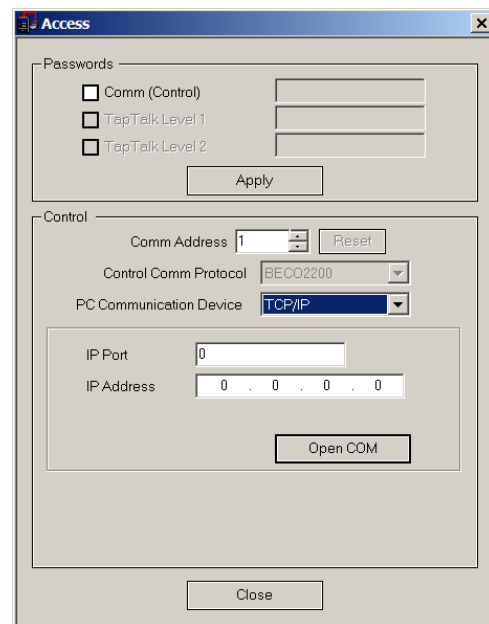 Access
Passwords
Comm (Control)
TapTalk Level 1
TapTalk Level 2
Apply
Control
Comm Address 1 Reset
Control Comm Protocol BECO2200
PC Communication Device TCP/IP
IP Port 0
IP Address 0 . 0 . 0 . 0
Open COM
Close